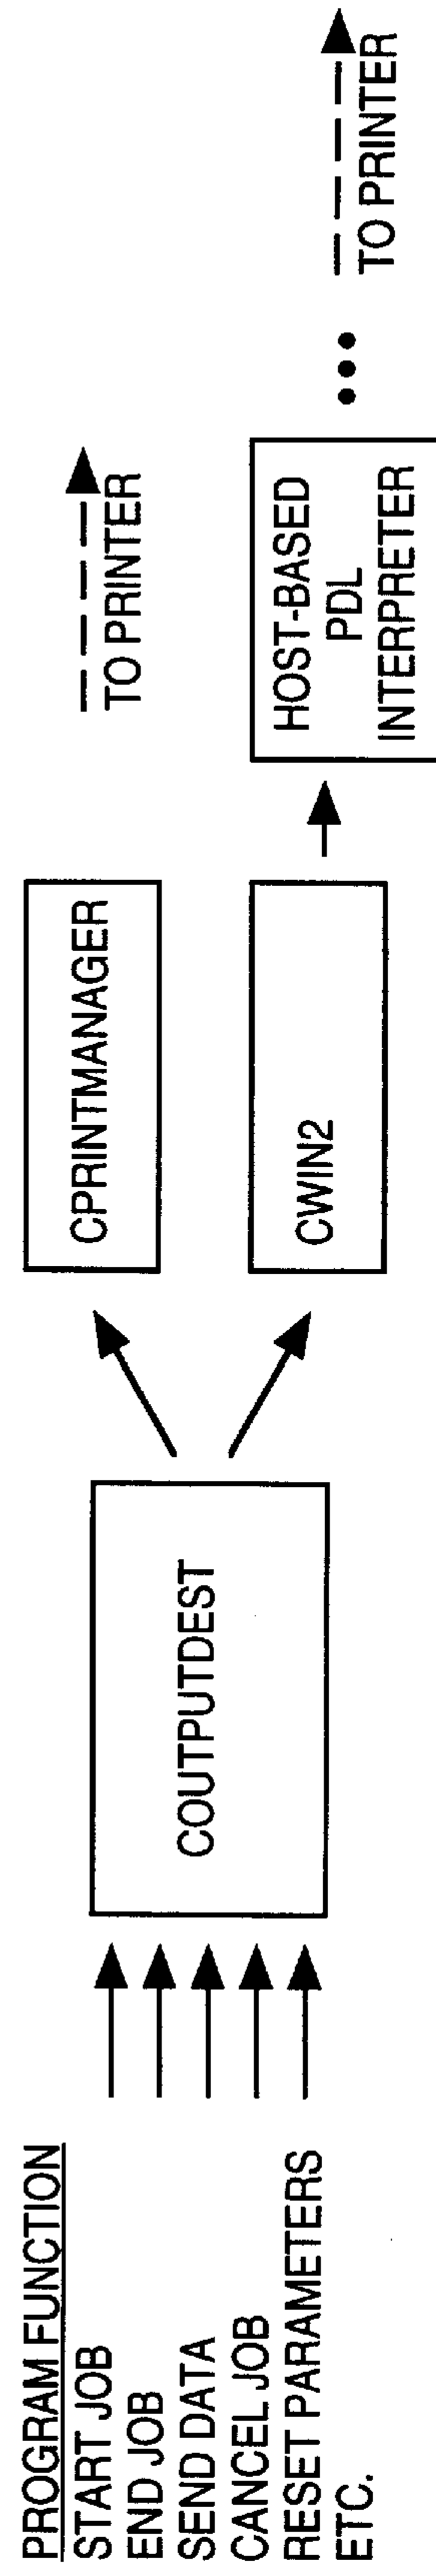 PROGRAM FUNCTION
START JOB
END JOB
SEND DATA
CANCEL JOB
RESET PARAMETERS
ETC.
COUTPUTDEST
CPRINTMANAGER
TO PRINTER
CWIN2
HOST-BASED
PDL
INTERPRETER
TO PRINTER